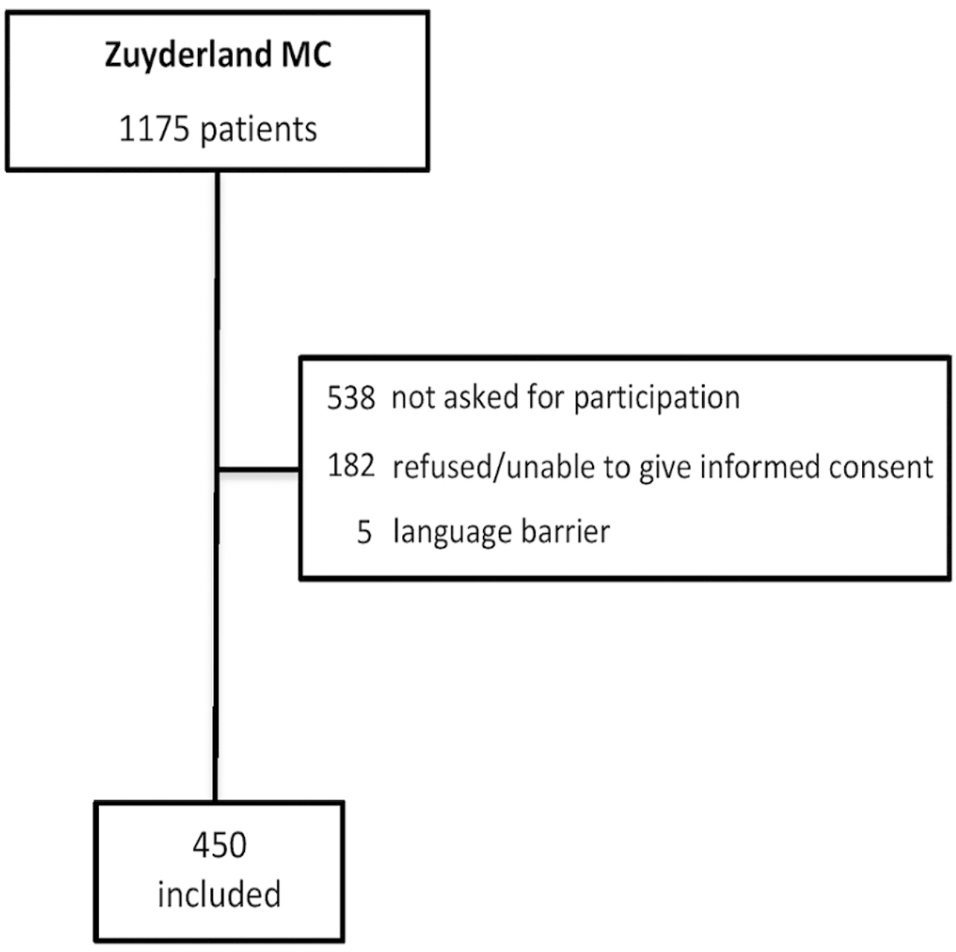 Zuyderland MC
1175 patients
538 not asked for participation
182 refused/unable to give informed consent
5 language barrier
450
included